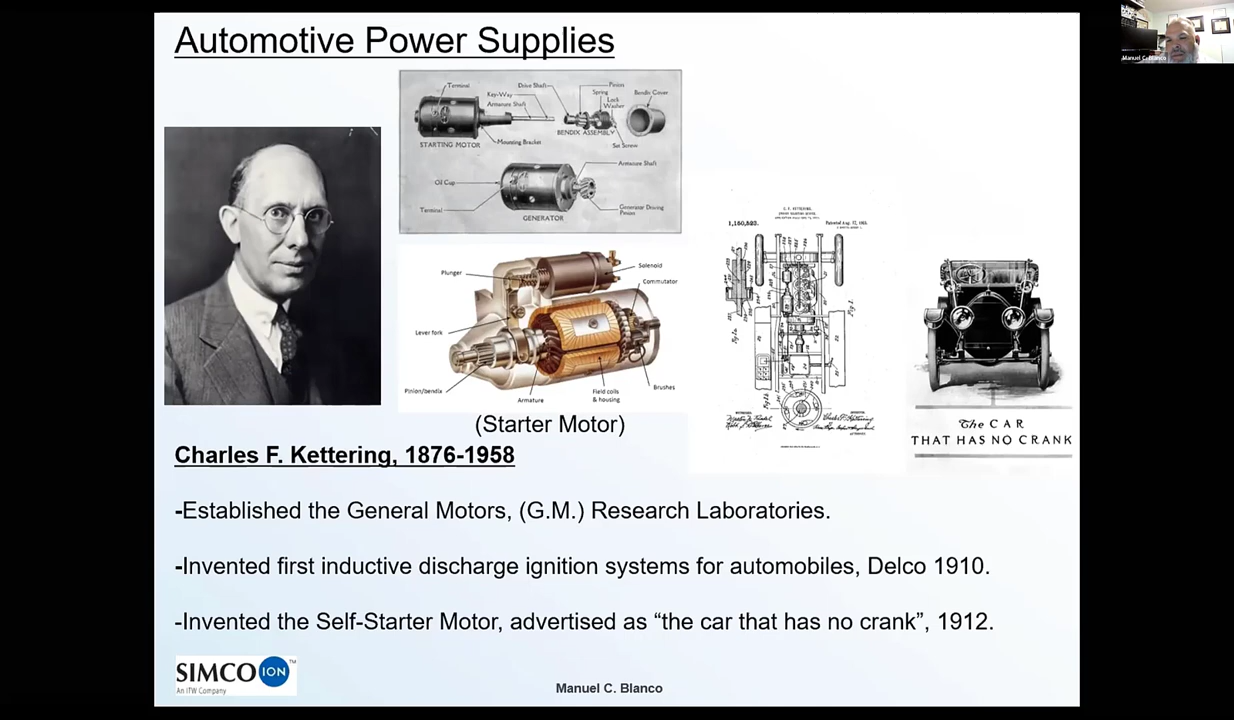 Automotive Power Supplies
Manuel C. Blanco
Terminal
Key-Way
Armature Shaft
Drive Shaft
Pinion
Spring
Lock
Washer
Bendix Cover
BENDIX ASSEMBLY
STARTING MOTOR
Mounting Bracket
Set Screw
Armature Shaft
Oil Cup
Terminal
GENERATOR
Generator Driving
Pinion
Plunger
Solenoid
Commutator
Lever fork
Pinion/bendix
Armature
Field coils
& housing
Brushes
(Starter Motor)
C. F. KETTERING.
1,150,523.
Patented Aug. 17, 1915.
The CAR
THAT HAS NO CRANK
Charles F. Kettering, 1876-1958
-Established the General Motors, (G.M.) Research Laboratories.
-Invented first inductive discharge ignition systems for automobiles, Delco 1910.
-Invented the Self-Starter Motor, advertised as “the car that has no crank”, 1912.
SIMCO ION™
An ITW Company
Manuel C. Blanco